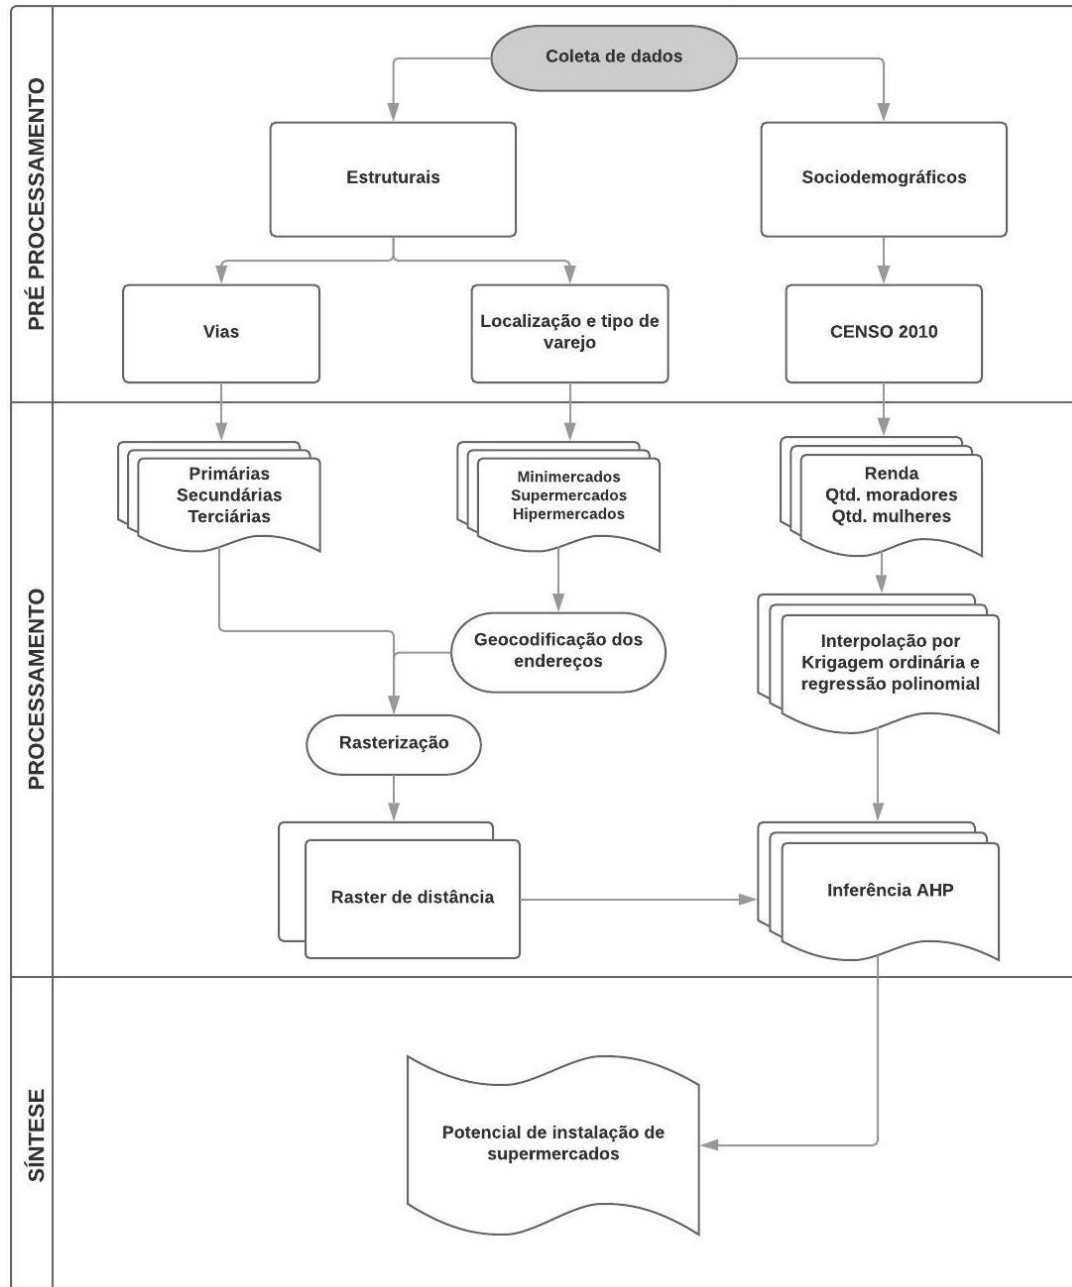 PRÉ PROCESSAMENTO
Coleta de dados
Estruturais
Sociodemográficos
Vias
Localização e tipo de
varejo
CENSO 2010
PROCESSAMENTO
Primárias
Secundárias
Terciárias
Minimercados
Supermercados
Hipermercados
Renda
Qtd. moradores
Qtd. mulheres
Geocodificação dos
endereços
Interpolação por
Krigagem ordinária e
regressão polinomial
Rasterização
Raster de distância
Inferência AHP
SÍNTESE
Potencial de instalação de
supermercados